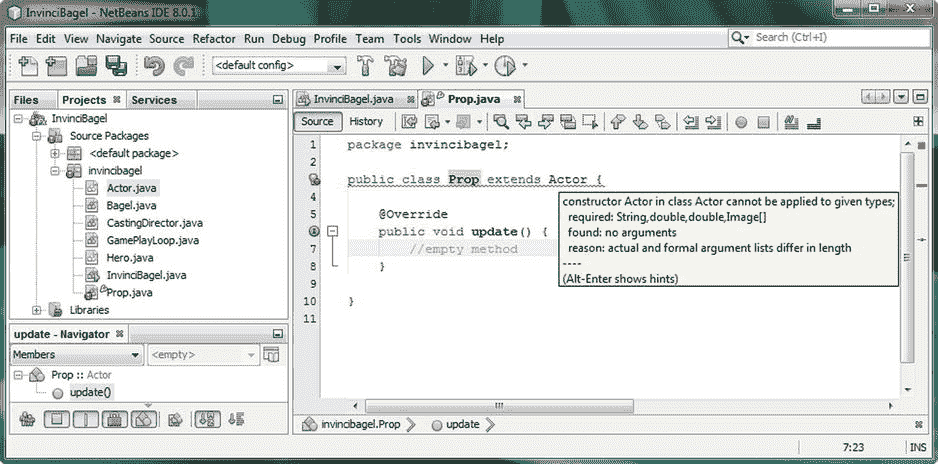 InvinciBagel - NetBeans IDE 8.0.1
File Edit View Navigate Source Refactor Run Debug Profile Team Tools Window Help
Search (Ctrl+I)
<default config>
Files Projects Services
InvinciBagel.java Prop.java
Source History
InvinciBagel
Source Packages
<default package>
invincibagel
Actor.java
Bagel.java
CastingDirector.java
GamePlayLoop.java
Hero.java
InvinciBagel.java
Prop.java
Libraries
update - Navigator
Members <empty>
Prop :: Actor
update()
1 package invincibagel;
2
3
public class Prop extends Actor {
4
5 @Override
public void update() {
7 //empty method
8 }
9
10 }
11
constructor Actor in class Actor cannot be applied to given types;
required: String,double,double,Image[]
found: no arguments
reason: actual and formal argument lists differ in length
----
(Alt-Enter shows hints)
invincibagel.Prop update
7:23 INS